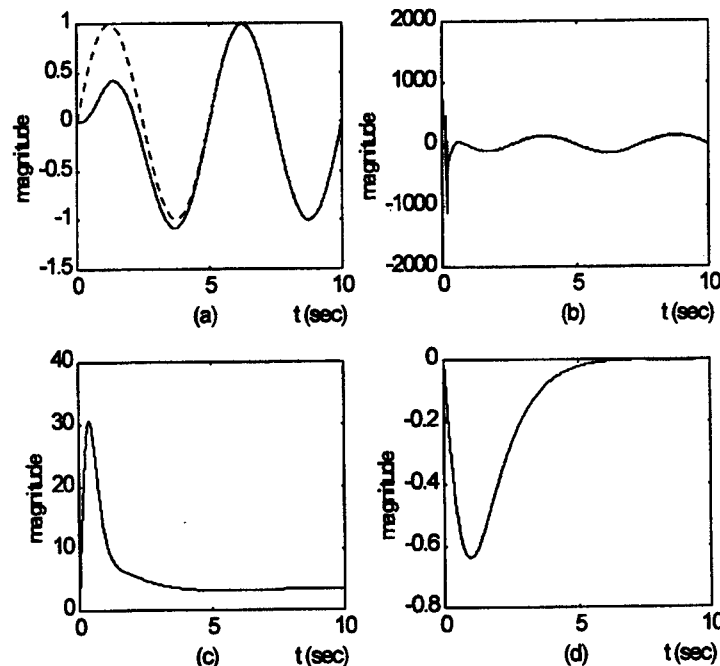 1
0.5
0
-0.5
-1
-1.5
magnitude
0 5 10
(a) t (sec)
2000
1000
0
-1000
-2000
magnitude
0 5 10
(b) t (sec)
40
30
20
10
0
magnitude
0 5 10
(c) t (sec)
0
-0.2
-0.4
-0.6
-0.8
magnitude
0 5 10
(d) t (sec)